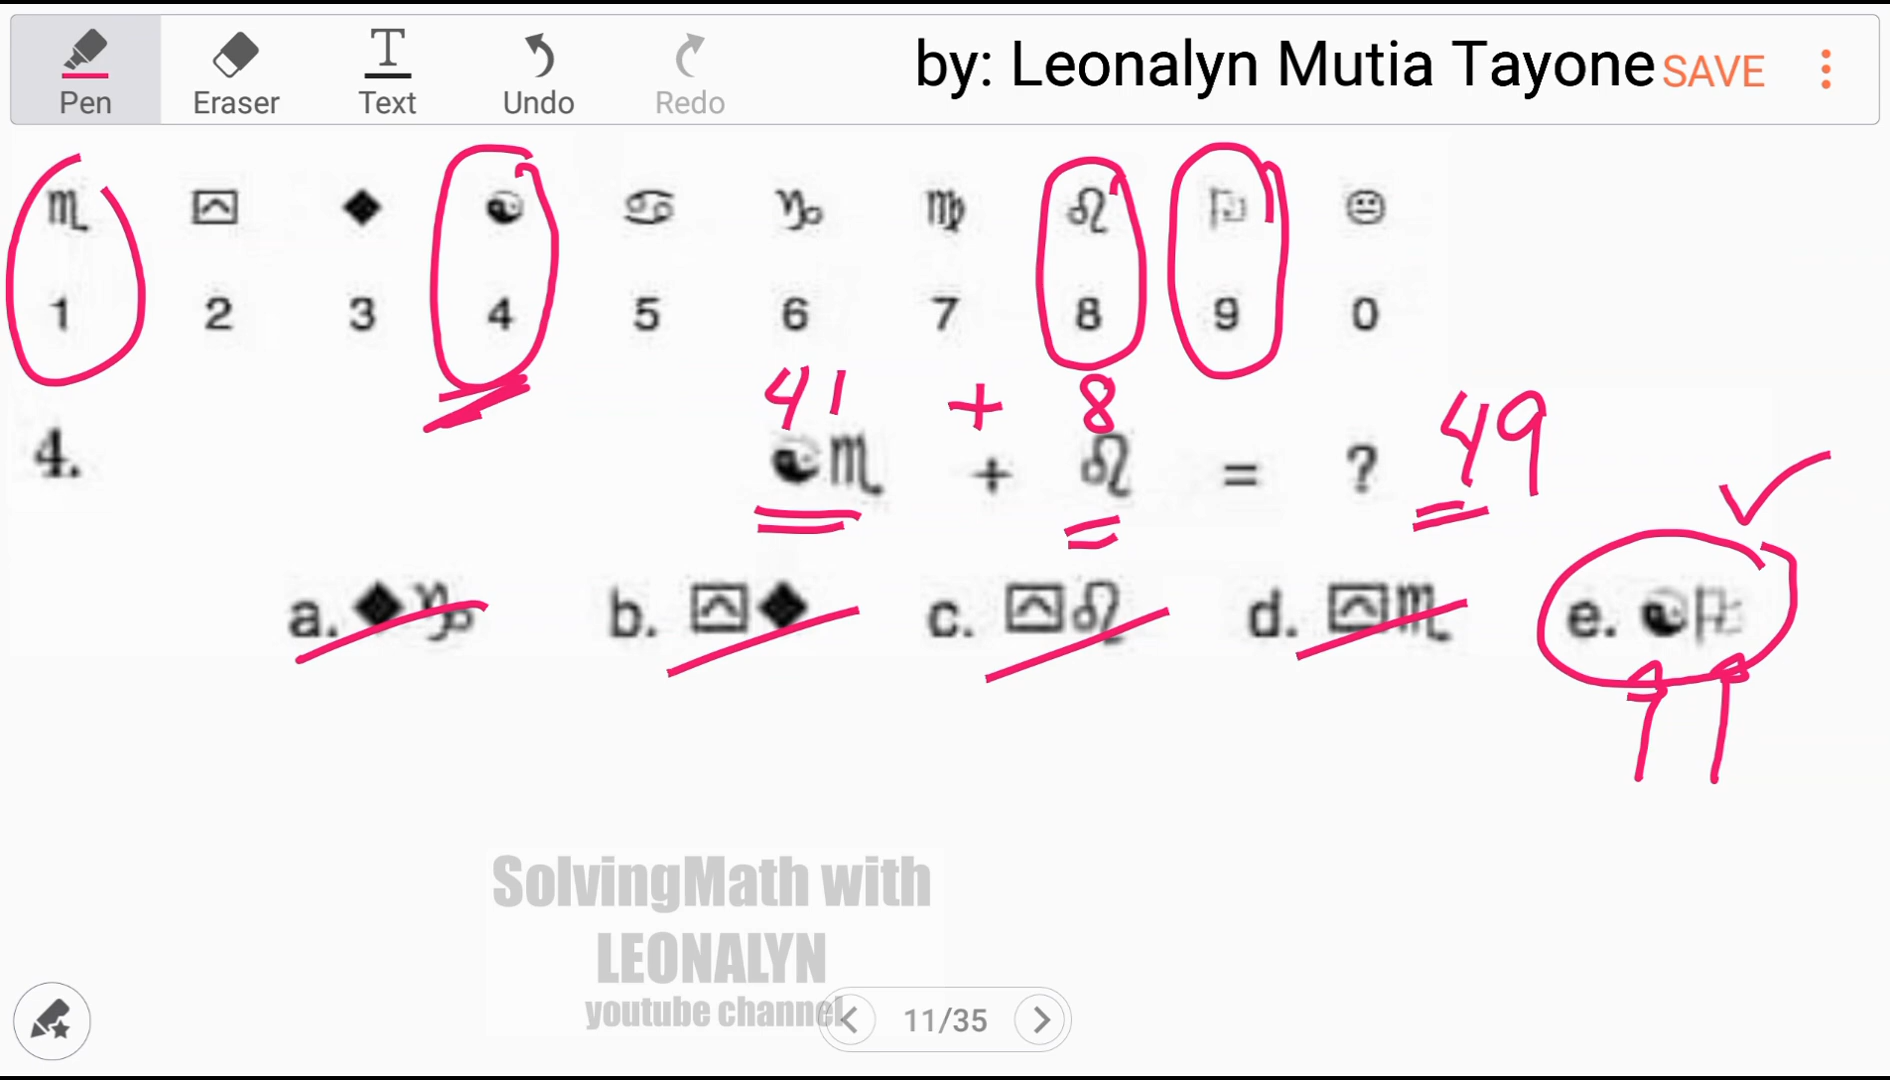 by: Leonalyn Mutia Tayone SAVE
Pen Eraser Text Undo Redo
♏ ◆ ☯ ♋ ♑ ♍ ♌ 😐
1 2 3 4 5 6 7 8 9 0
41 + 8 49
4. ☯♏ + ♌ = ?
a. ◆♑ b. ◆ c. ♌ d. ♏ e. ☯
SolvingMath with
LEONALYN
youtube channel
11/35